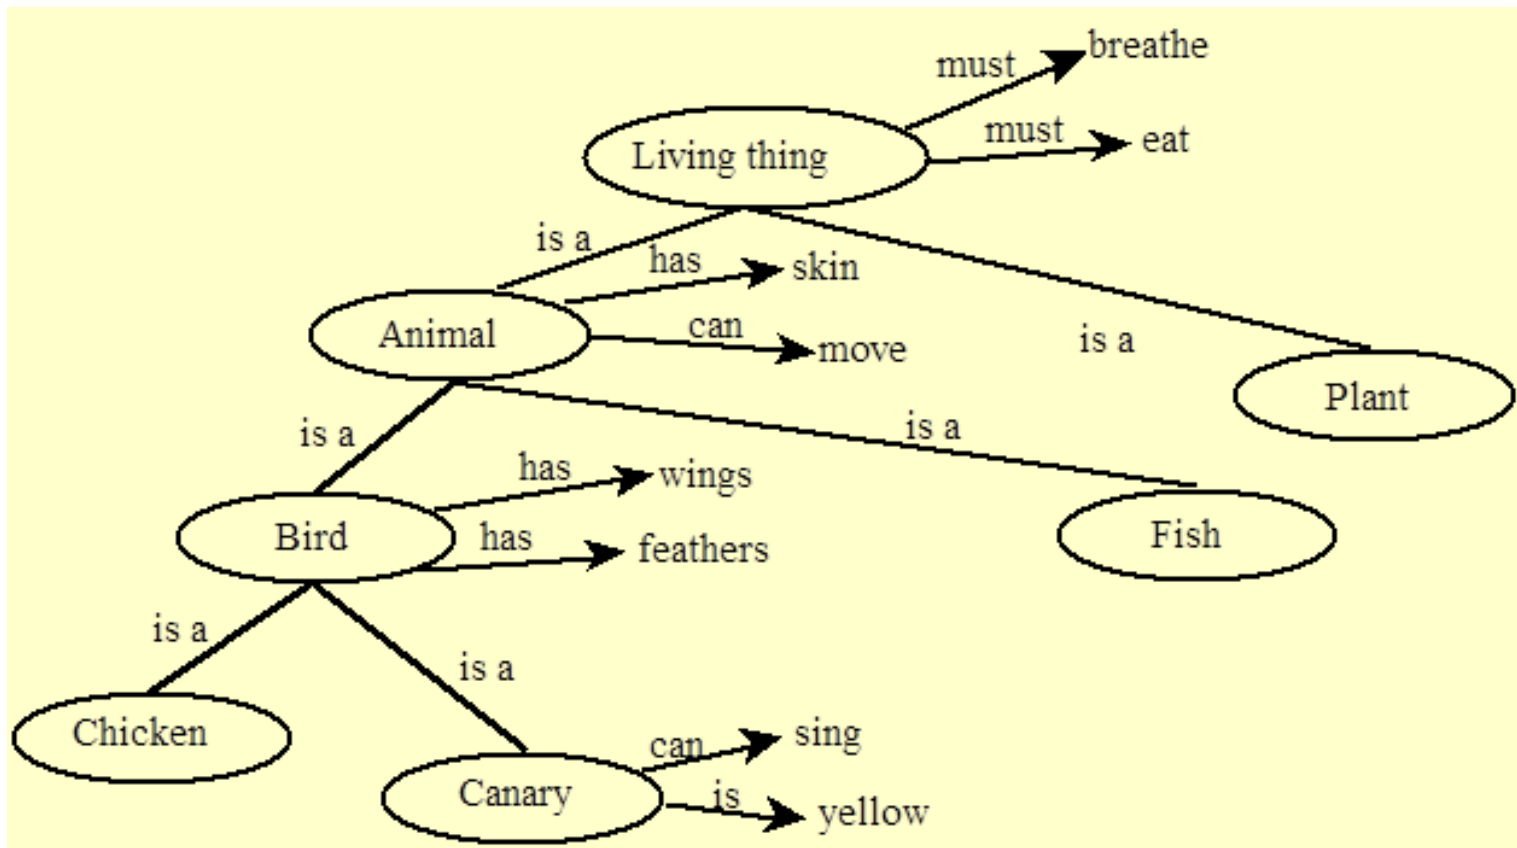 breathe
must
must
eat
Living thing
is a
has
skin
can
move
Animal
is a
Plant
is a
is a
has
wings
Bird
has
feathers
Fish
is a
is a
Chicken
can
sing
Canary
is
yellow